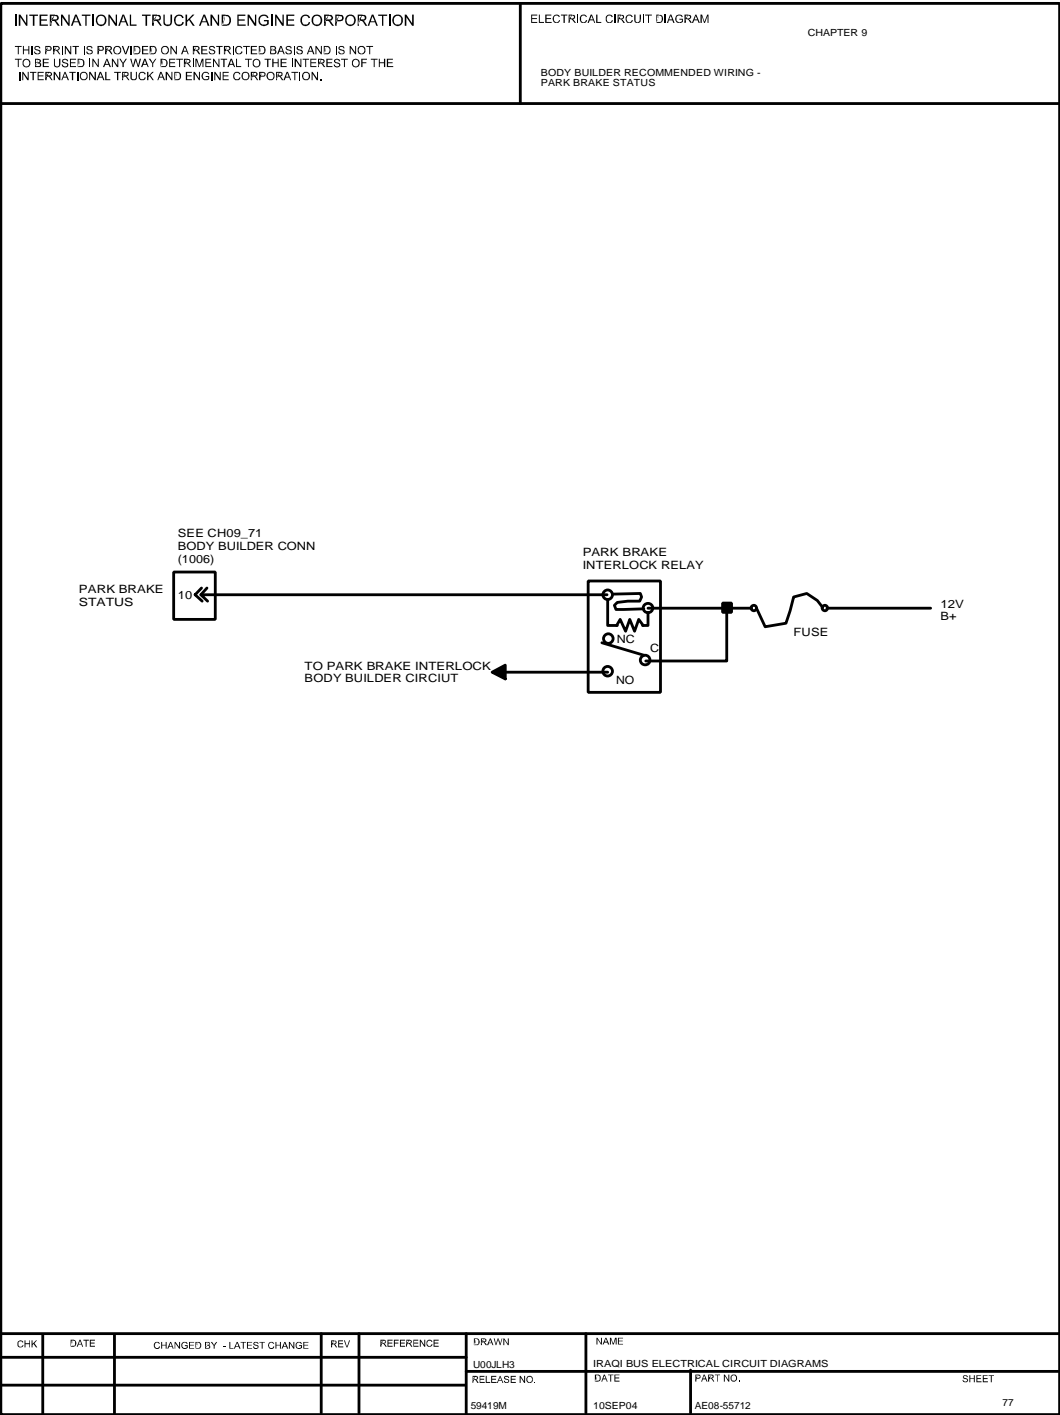 INTERNATIONAL TRUCK AND ENGINE CORPORATION
THIS PRINT IS PROVIDED ON A RESTRICTED BASIS AND IS NOT
TO BE USED IN ANY WAY DETRIMENTAL TO THE INTEREST OF THE
INTERNATIONAL TRUCK AND ENGINE CORPORATION.
ELECTRICAL CIRCUIT DIAGRAM
CHAPTER 9
BODY BUILDER RECOMMENDED WIRING -
PARK BRAKE STATUS
SEE CH09_71
BODY BUILDER CONN
(1006)
PARK BRAKE
STATUS
10
PARK BRAKE
INTERLOCK RELAY
NC
C
NO
FUSE
12V
B+
TO PARK BRAKE INTERLOCK
BODY BUILDER CIRCIUT
CHK
DATE
CHANGED BY - LATEST CHANGE
REV
REFERENCE
DRAWN
U00JLH3
NAME
IRAQI BUS ELECTRICAL CIRCUIT DIAGRAMS
RELEASE NO.
59419M
DATE
10SEP04
PART NO.
AE08-55712
SHEET
77